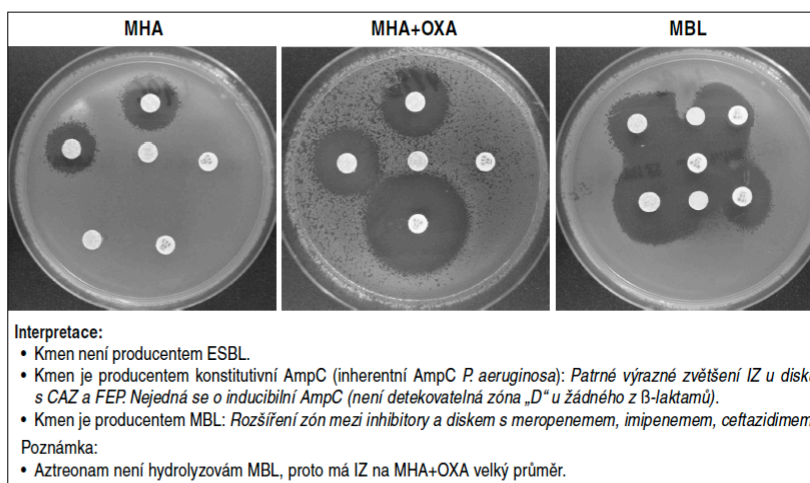 MHA MHA+OXA MBL
Interpretace:
• Kmen není producentem ESBL.
• Kmen je producentem konstitutivní AmpC (inherentní AmpC P. aeruginosa): Patrné výrazné zvětšení IZ u disku
s CAZ a FEP. Nejedná se o inducibilní AmpC (není detekovatelná zóna „D“ u žádného z ß-laktamů).
• Kmen je producentem MBL: Rozšíření zón mezi inhibitory a diskem s meropenemem, imipenemem, ceftazidimem
Poznámka:
• Aztreonam není hydrolyzovám MBL, proto má IZ na MHA+OXA velký průměr.